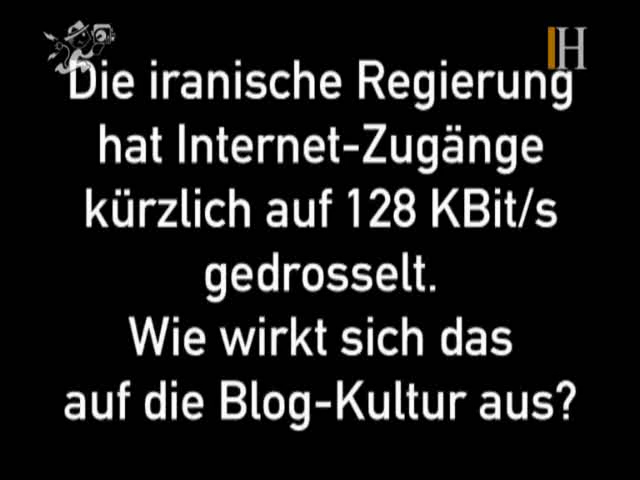 H
Die iranische Regierung
hat Internet-Zugänge
kürzlich auf 128 KBit/s
gedrosselt.
Wie wirkt sich das
auf die Blog-Kultur aus?